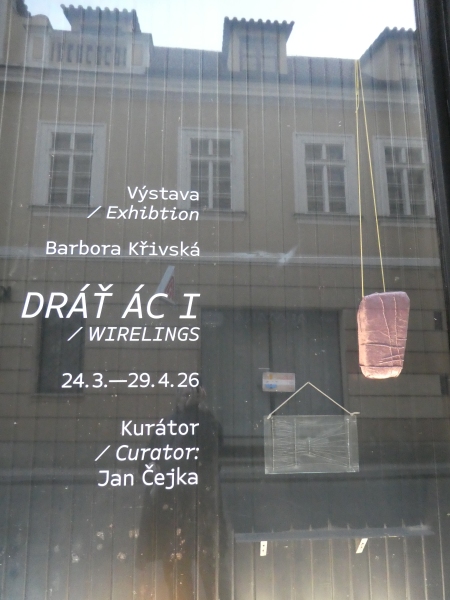 Výstava
/ Exhibtion
Barbora Křivská
DRÁŤ ÁC I
/ WIRELINGS
24.3.—29.4.26
Kurátor
/ Curator:
Jan Čejka